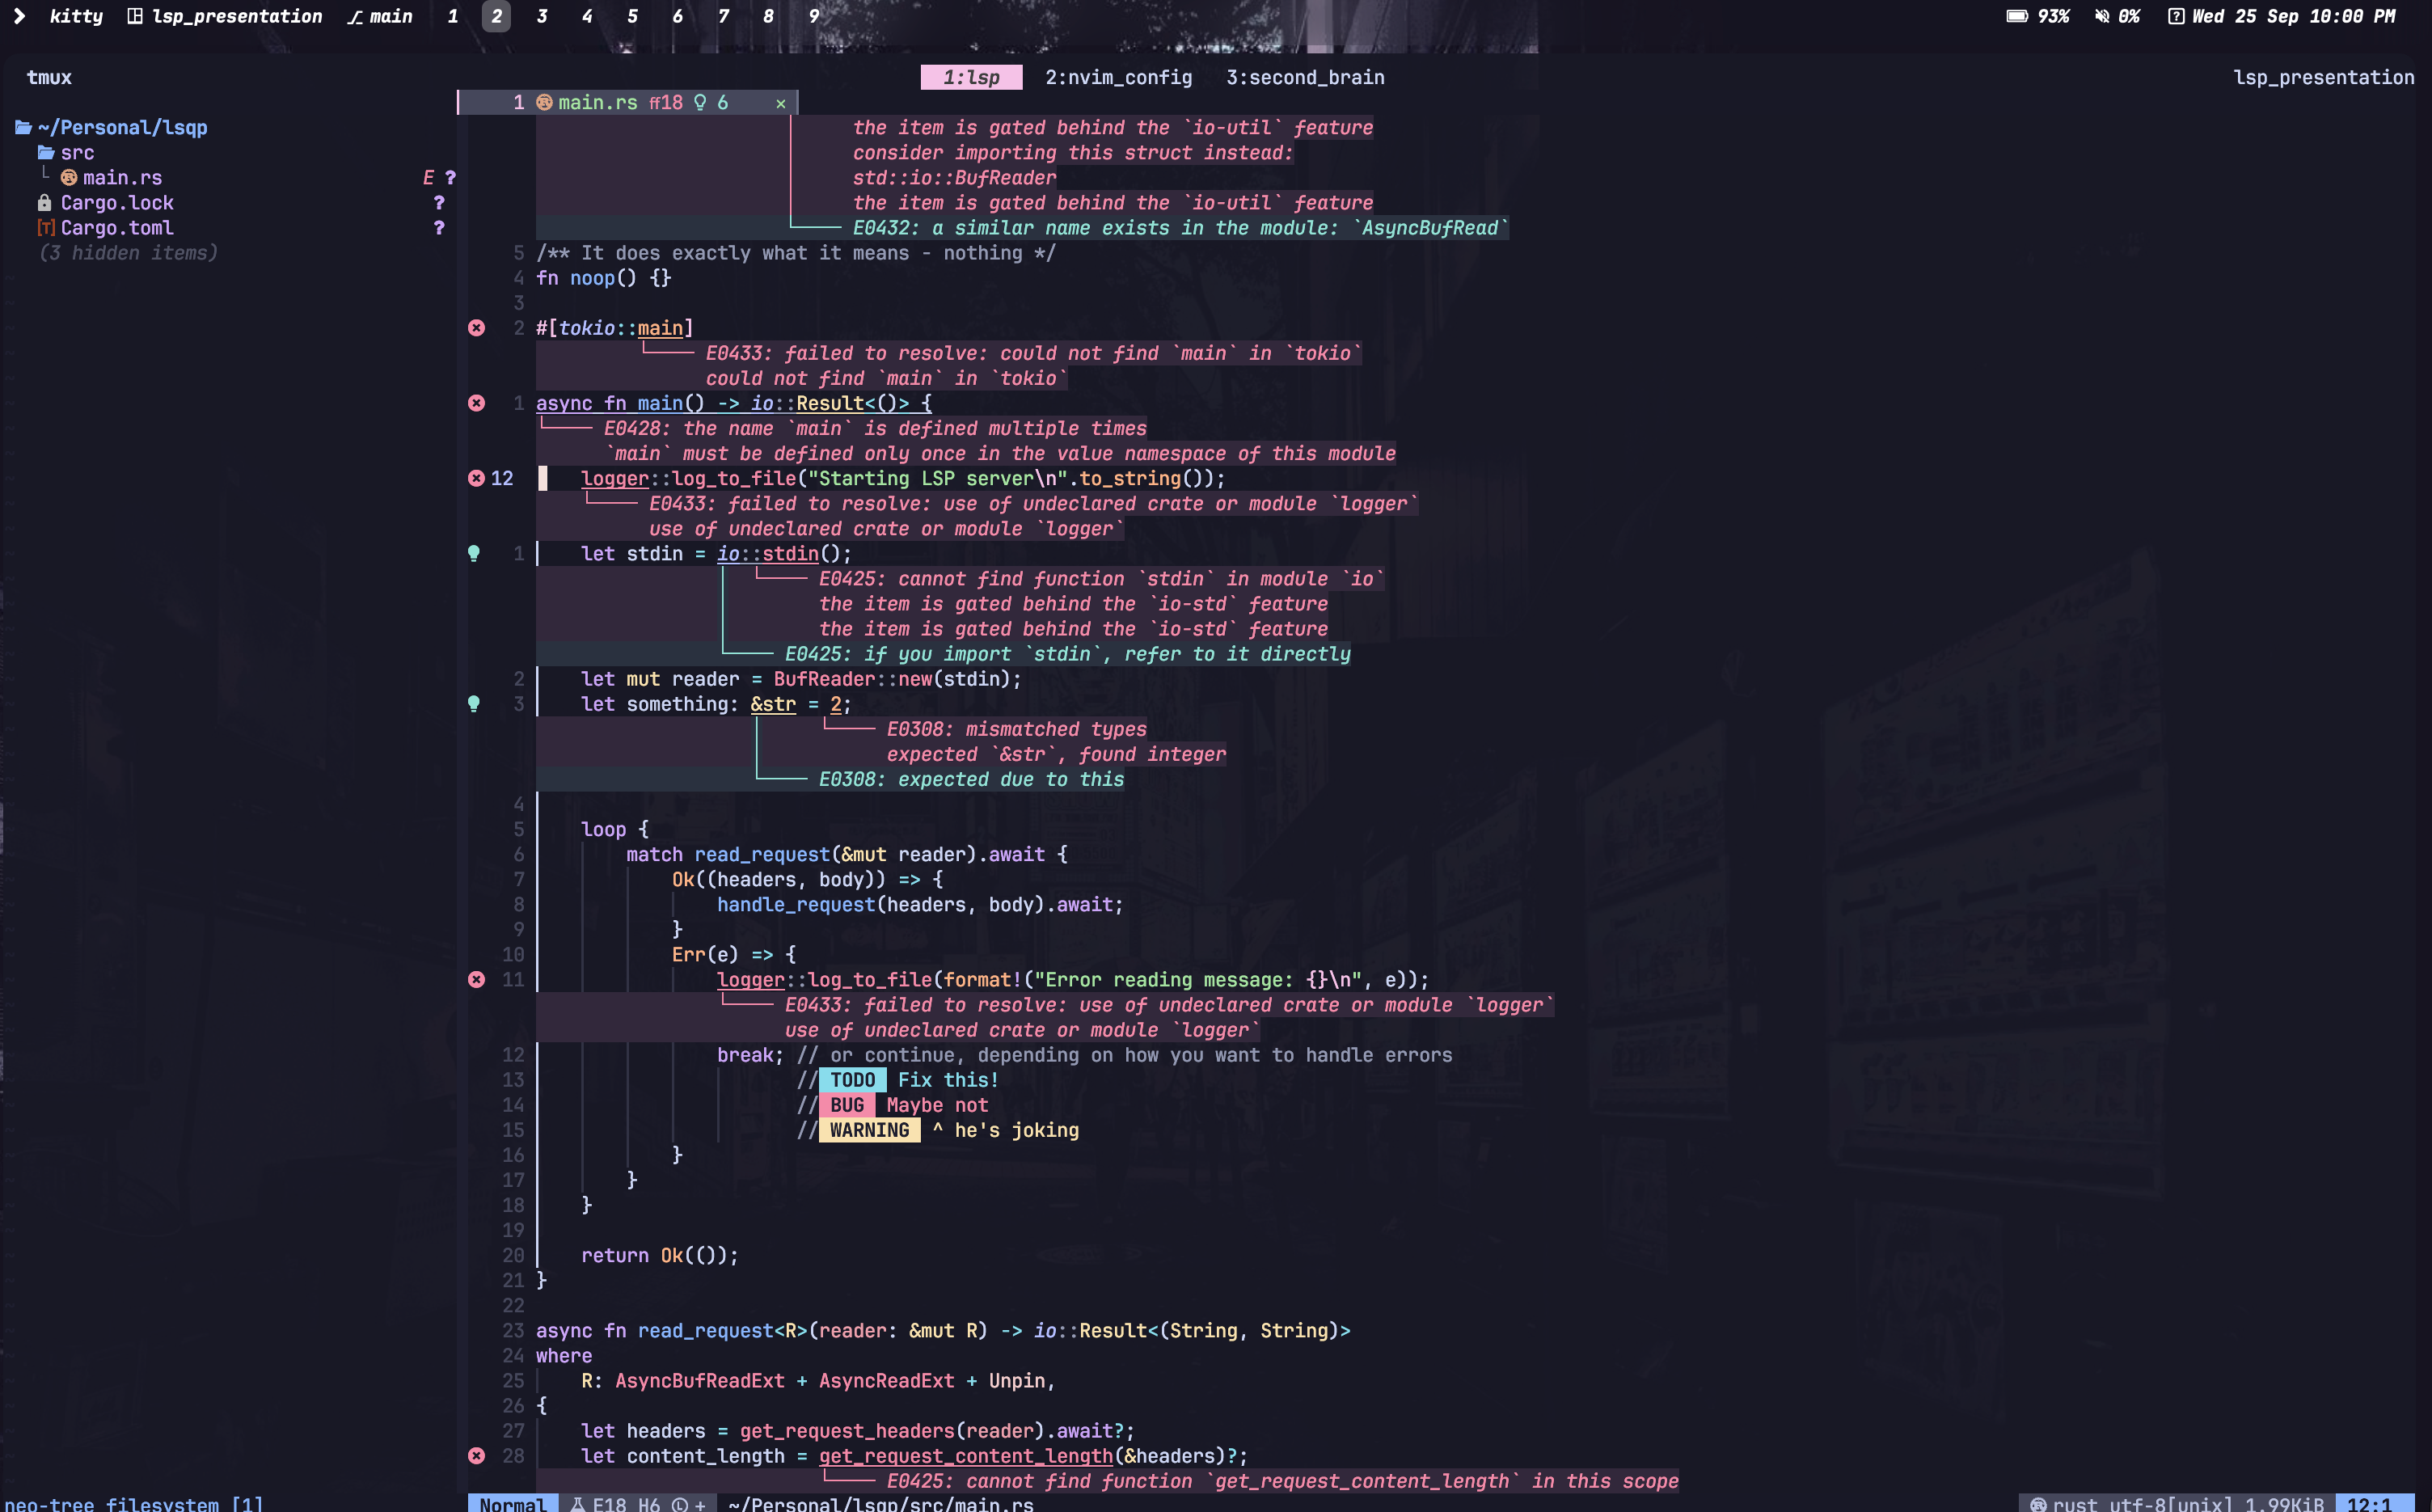 kitty lsp_presentation main 1 2 3 4 5 6 7 8 9 93% 0% Wed 25 Sep 10:00 PM
tmux 1:lsp 2:nvim_config 3:second_brain lsp_presentation
1 main.rs 18 6 ×
~/Personal/lsqp
src
main.rs E ?
Cargo.lock ?
Cargo.toml ?
(3 hidden items)
the item is gated behind the `io-util` feature
consider importing this struct instead:
std::io::BufReader
the item is gated behind the `io-util` feature
E0432: a similar name exists in the module: `AsyncBufRead`
5 /** It does exactly what it means - nothing */
4 fn noop() {}
3
2 #[tokio::main]
E0433: failed to resolve: could not find `main` in `tokio`
could not find `main` in `tokio`
1 async fn main() -> io::Result<()> {
E0428: the name `main` is defined multiple times
`main` must be defined only once in the value namespace of this module
12 logger::log_to_file("Starting LSP server\n".to_string());
E0433: failed to resolve: use of undeclared crate or module `logger`
use of undeclared crate or module `logger`
1 let stdin = io::stdin();
E0425: cannot find function `stdin` in module `io`
the item is gated behind the `io-std` feature
the item is gated behind the `io-std` feature
E0425: if you import `stdin`, refer to it directly
2 let mut reader = BufReader::new(stdin);
3 let something: &str = 2;
E0308: mismatched types
expected `&str`, found integer
E0308: expected due to this
4
5 loop {
6 match read_request(&mut reader).await {
7 Ok((headers, body)) => {
8 handle_request(headers, body).await;
9 }
10 Err(e) => {
11 logger::log_to_file(format!("Error reading message: {}\n", e));
E0433: failed to resolve: use of undeclared crate or module `logger`
use of undeclared crate or module `logger`
12 break; // or continue, depending on how you want to handle errors
13 // TODO Fix this!
14 // BUG Maybe not
15 // WARNING ^ he's joking
16 }
17 }
18 }
19
20 return Ok(());
21 }
22
23 async fn read_request<R>(reader: &mut R) -> io::Result<(String, String)>
24 where
25 R: AsyncBufReadExt + AsyncReadExt + Unpin,
26 {
27 let headers = get_request_headers(reader).await?;
28 let content_length = get_request_content_length(&headers)?;
E0425: cannot find function `get_request_content_length` in this scope
neo-tree filesystem [1] Normal E18 H6 + ~/Personal/lsqp/src/main.rs rust utf-8[unix] 1.99KiB 12:1